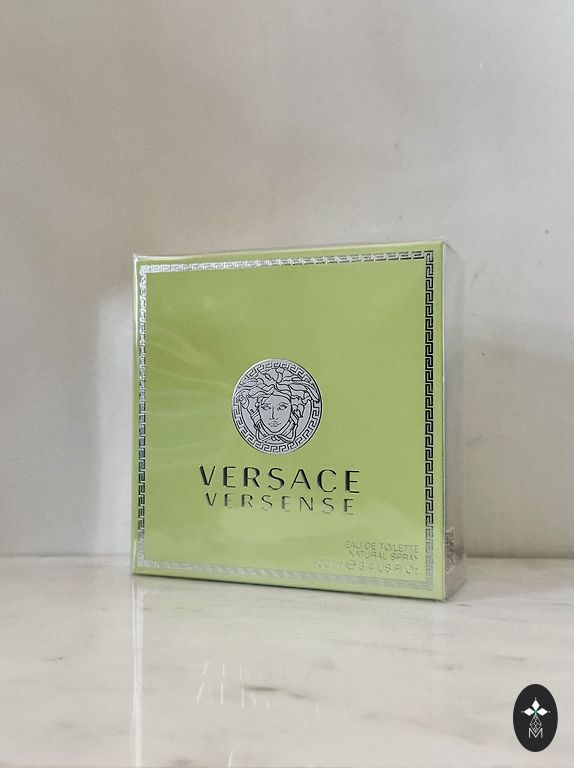 VERSACE
VERSENSE
EAU DE TOILETTE
NATURAL SPRAY
℮ 3.4 US Fl Oz
M